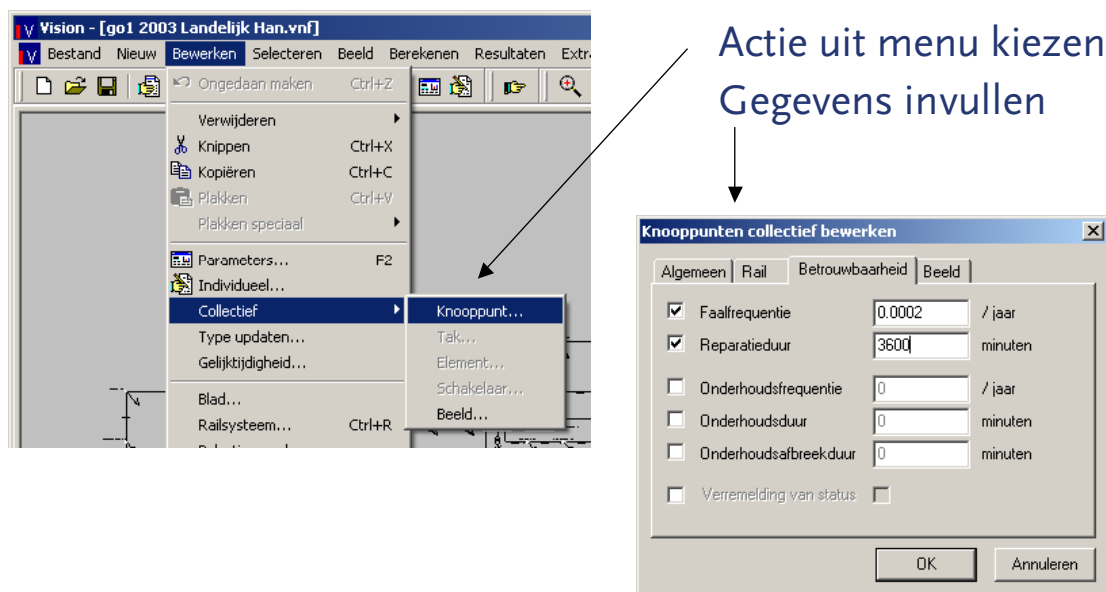 Actie uit menu kiezen
Gegevens invullen
Vision - [go1 2003 Landelijk Han.vnf]
Bestand Nieuw Bewerken Selecteren Beeld Berekenen Resultaten Extr
Ongedaan maken Ctrl+Z
Verwijderen
Knippen Ctrl+X
Kopiëren Ctrl+C
Plakken Ctrl+V
Plakken speciaal
Parameters... F2
Individueel...
Collectief
Type updaten...
Gelijktijdigheid...
Blad...
Railsysteem... Ctrl+R
Knooppunt...
Tak...
Element...
Schakelaar...
Beeld...
Knooppunten collectief bewerken
Algemeen Rail Betrouwbaarheid Beeld
Faalfrequentie 0.0002 / jaar
Reparatieduur 3600 minuten
Onderhoudsfrequentie 0 / jaar
Onderhoudsduur 0 minuten
Onderhoudsafbreekduur 0 minuten
Verremelding van status
OK Annuleren